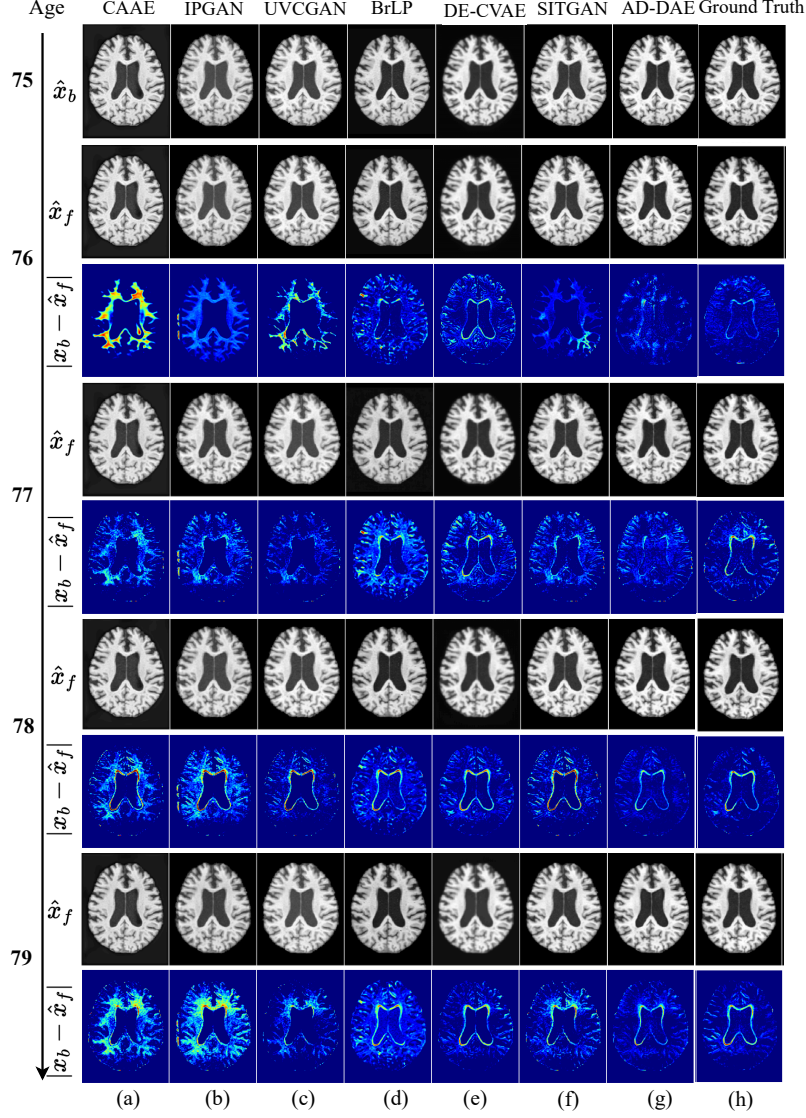 Age CAAE IPGAN UVCGAN BrLP DE-CVAE SITGAN AD-DAE Ground Truth
75 x̂_b
x̂_f
76
|x_b − x̂_f|
x̂_f
77
|x_b − x̂_f|
x̂_f
78
|x_b − x̂_f|
x̂_f
79
|x_b − x̂_f|
(a) (b) (c) (d) (e) (f) (g) (h)